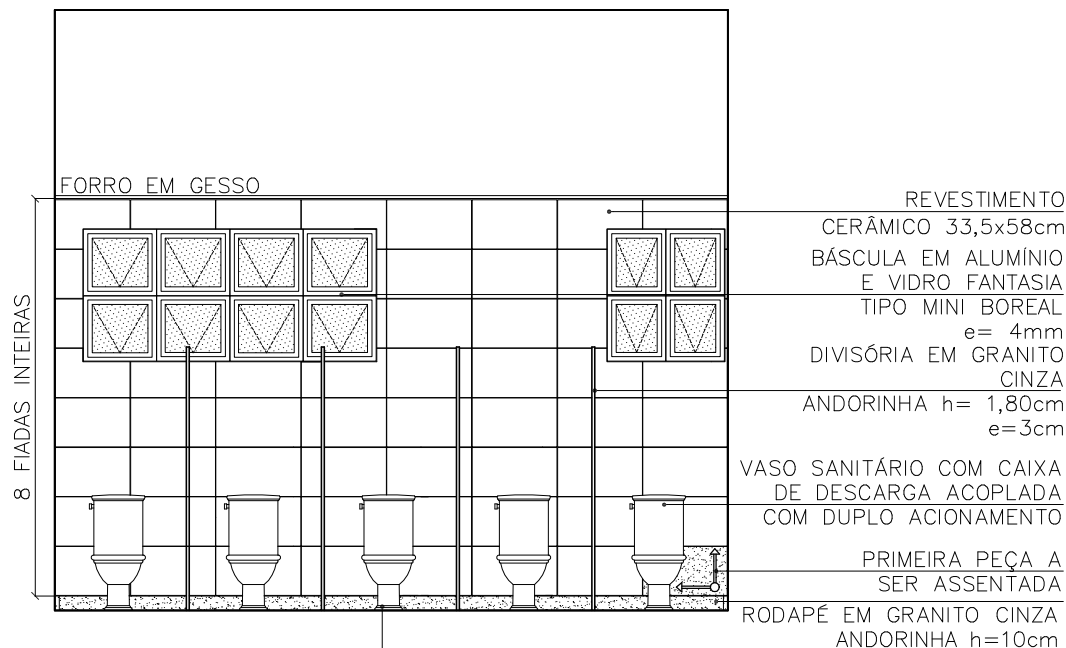 FORRO EM GESSO
8 FIADAS INTEIRAS
REVESTIMENTO
CERÂMICO 33,5x58cm
BÁSCULA EM ALUMÍNIO
E VIDRO FANTASIA
TIPO MINI BOREAL
e= 4mm
DIVISÓRIA EM GRANITO
CINZA
ANDORINHA h= 1,80cm
e=3cm
VASO SANITÁRIO COM CAIXA
DE DESCARGA ACOPLADA
COM DUPLO ACIONAMENTO
PRIMEIRA PEÇA A
SER ASSENTADA
RODAPÉ EM GRANITO CINZA
ANDORINHA h=10cm